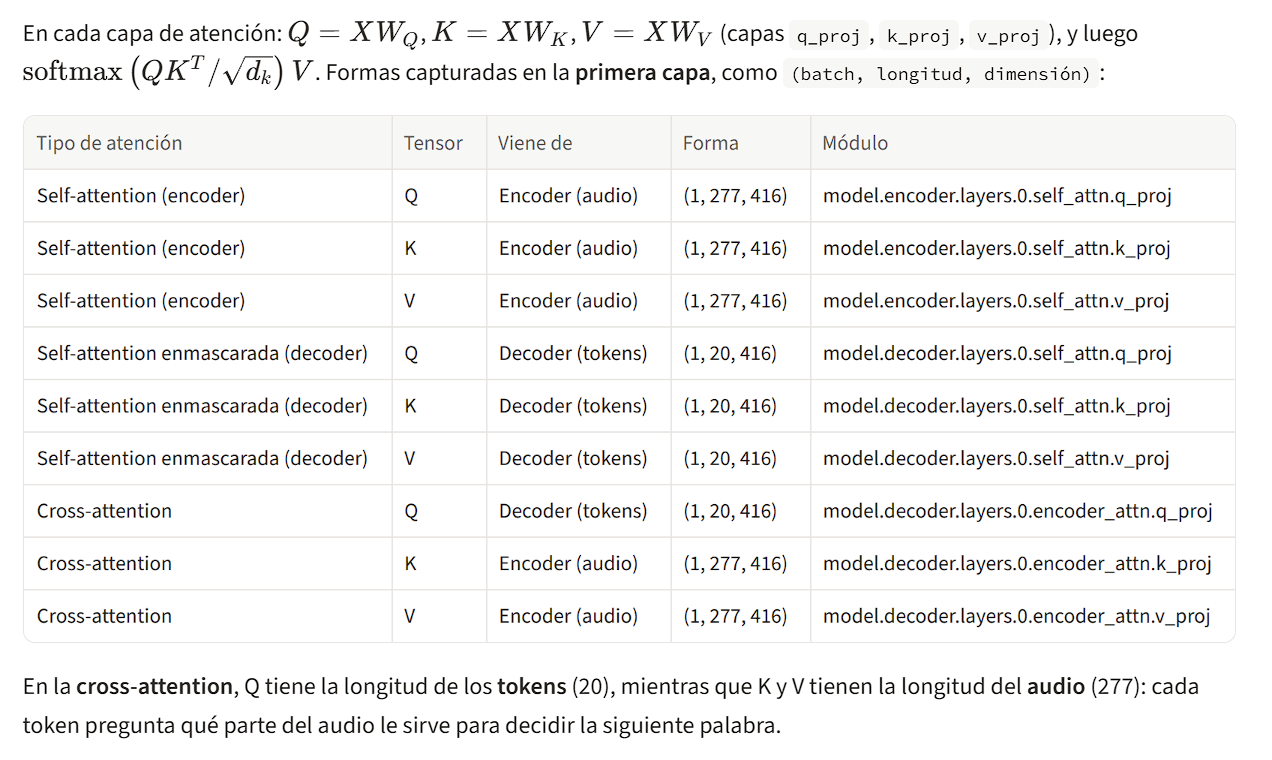 En cada capa de atención: Q = XW_Q, K = XW_K, V = XW_V (capas q_proj, k_proj, v_proj), y luego
softmax (QK^T/√d_k) V. Formas capturadas en la primera capa, como (batch, longitud, dimensión):
Tipo de atención Tensor Viene de Forma Módulo
Self-attention (encoder) Q Encoder (audio) (1, 277, 416) model.encoder.layers.0.self_attn.q_proj
Self-attention (encoder) K Encoder (audio) (1, 277, 416) model.encoder.layers.0.self_attn.k_proj
Self-attention (encoder) V Encoder (audio) (1, 277, 416) model.encoder.layers.0.self_attn.v_proj
Self-attention enmascarada (decoder) Q Decoder (tokens) (1, 20, 416) model.decoder.layers.0.self_attn.q_proj
Self-attention enmascarada (decoder) K Decoder (tokens) (1, 20, 416) model.decoder.layers.0.self_attn.k_proj
Self-attention enmascarada (decoder) V Decoder (tokens) (1, 20, 416) model.decoder.layers.0.self_attn.v_proj
Cross-attention Q Decoder (tokens) (1, 20, 416) model.decoder.layers.0.encoder_attn.q_proj
Cross-attention K Encoder (audio) (1, 277, 416) model.decoder.layers.0.encoder_attn.k_proj
Cross-attention V Encoder (audio) (1, 277, 416) model.decoder.layers.0.encoder_attn.v_proj
En la cross-attention, Q tiene la longitud de los tokens (20), mientras que K y V tienen la longitud del audio (277): cada
token pregunta qué parte del audio le sirve para decidir la siguiente palabra.